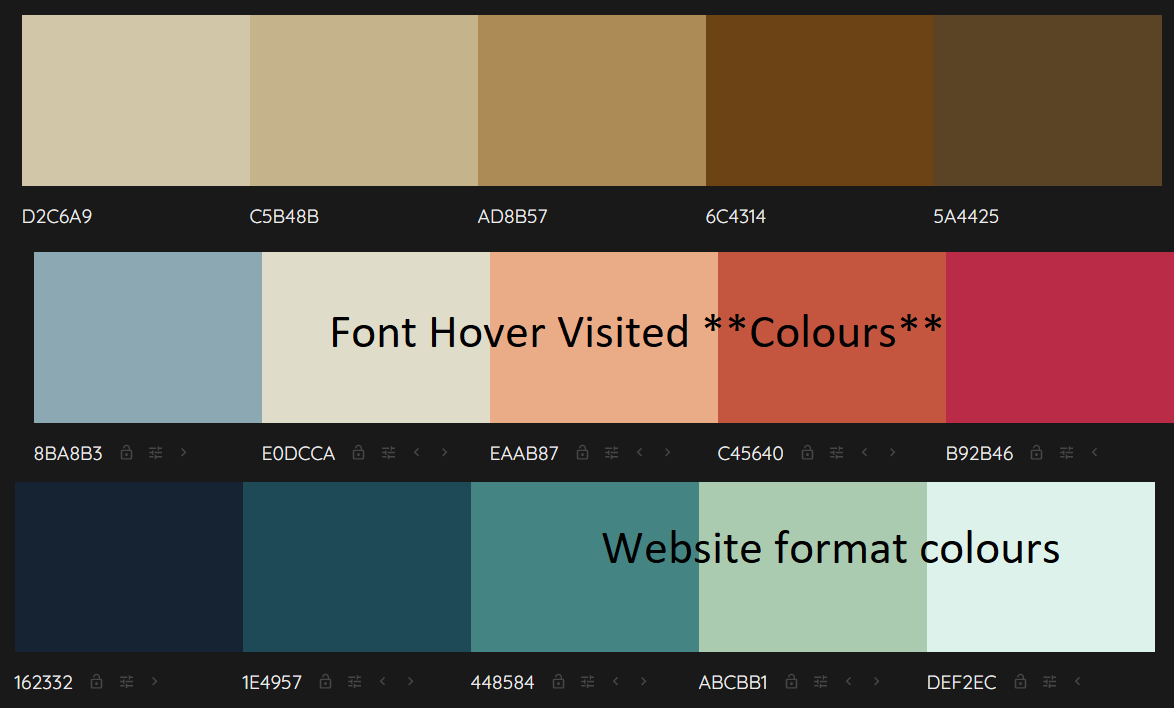 D2C6A9 C5B48B AD8B57 6C4314 5A4425
Font Hover Visited **Colours**
8BA8B3 E0DCCA EAAB87 C45640 B92B46
Website format colours
162332 1E4957 448584 ABCBB1 DEF2EC